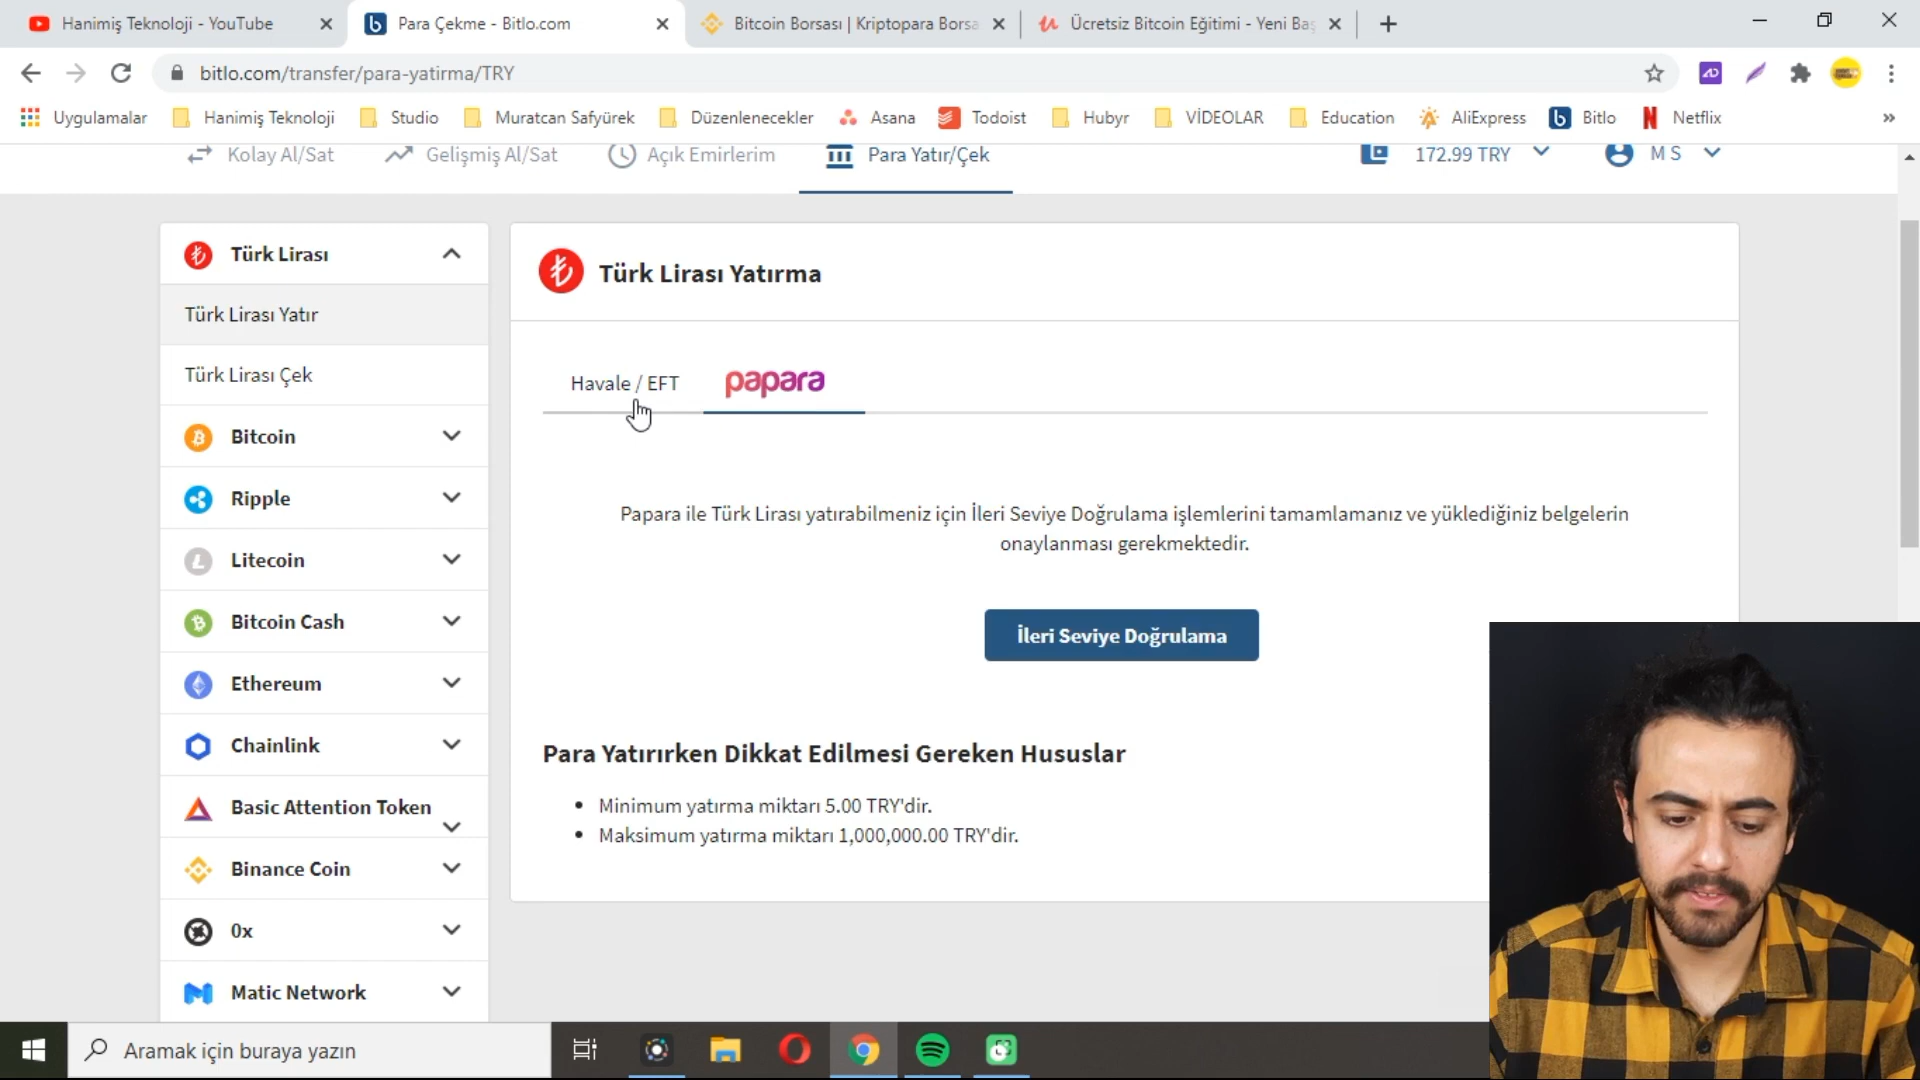 Hanimiş Teknoloji - YouTube
Para Çekme - Bitlo.com
Bitcoin Borsası | Kriptopara Borsa
Ücretsiz Bitcoin Eğitimi - Yeni Baş
bitlo.com/transfer/para-yatirma/TRY
Uygulamalar
Hanimiş Teknoloji
Studio
Muratcan Safyürek
Düzenlenecekler
Asana
Todoist
Hubyr
VİDEOLAR
Education
AliExpress
Bitlo
Netflix
»
Kolay Al/Sat
Gelişmiş Al/Sat
Açık Emirlerim
Para Yatır/Çek
172.99 TRY
M S
Türk Lirası
Türk Lirası Yatır
Türk Lirası Çek
Bitcoin
Ripple
Litecoin
Bitcoin Cash
Ethereum
Chainlink
Basic Attention Token
Binance Coin
0x
Matic Network
Türk Lirası Yatırma
Havale / EFT
papara
Papara ile Türk Lirası yatırabilmeniz için İleri Seviye Doğrulama işlemlerini tamamlamanız ve yüklediğiniz belgelerin
onaylanması gerekmektedir.
İleri Seviye Doğrulama
Para Yatırırken Dikkat Edilmesi Gereken Hususlar
• Minimum yatırma miktarı 5.00 TRY'dir.
• Maksimum yatırma miktarı 1,000,000.00 TRY'dir.
Aramak için buraya yazın